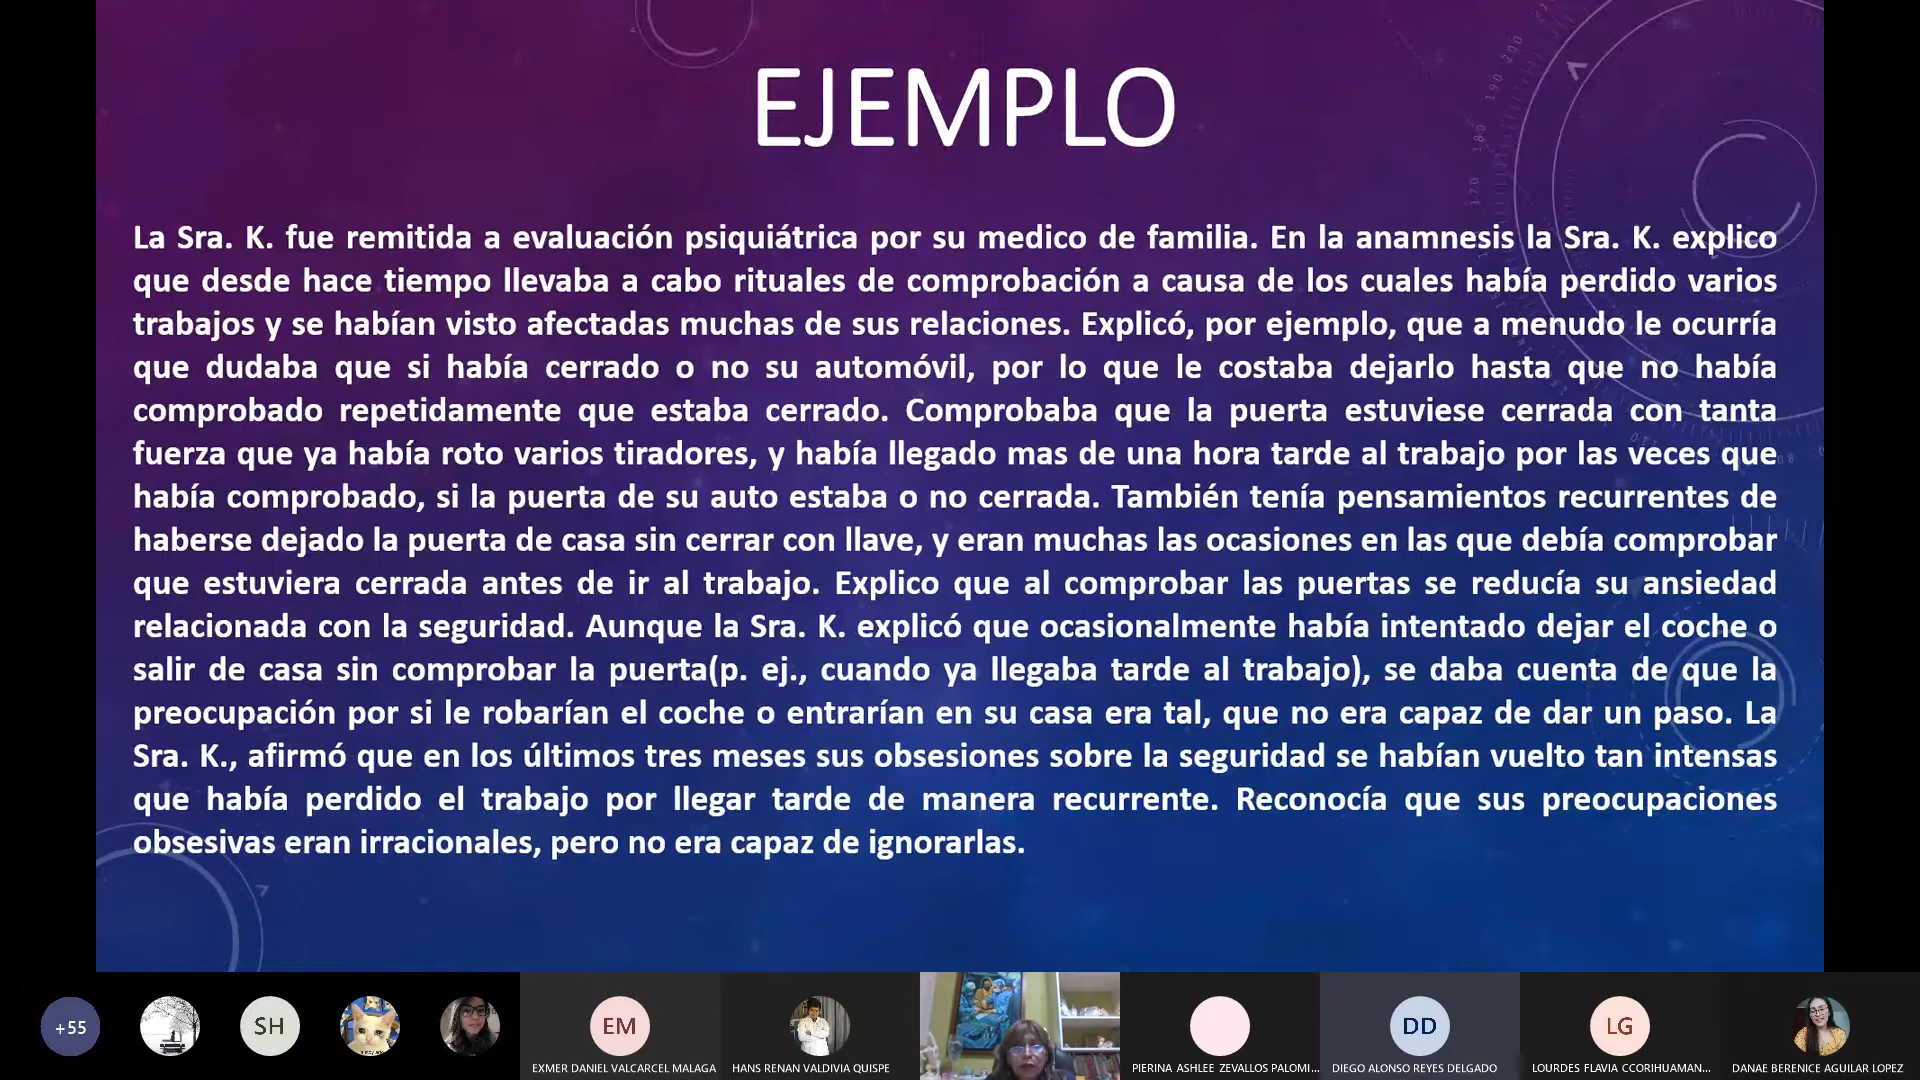 EJEMPLO
La Sra. K. fue remitida a evaluación psiquiátrica por su medico de familia. En la anamnesis la Sra. K. explico
que desde hace tiempo llevaba a cabo rituales de comprobación a causa de los cuales había perdido varios
trabajos y se habían visto afectadas muchas de sus relaciones. Explicó, por ejemplo, que a menudo le ocurría
que dudaba que si había cerrado o no su automóvil, por lo que le costaba dejarlo hasta que no había
comprobado repetidamente que estaba cerrado. Comprobaba que la puerta estuviese cerrada con tanta
fuerza que ya había roto varios tiradores, y había llegado mas de una hora tarde al trabajo por las veces que
había comprobado, si la puerta de su auto estaba o no cerrada. También tenía pensamientos recurrentes de
haberse dejado la puerta de casa sin cerrar con llave, y eran muchas las ocasiones en las que debía comprobar
que estuviera cerrada antes de ir al trabajo. Explico que al comprobar las puertas se reducía su ansiedad
relacionada con la seguridad. Aunque la Sra. K. explicó que ocasionalmente había intentado dejar el coche o
salir de casa sin comprobar la puerta(p. ej., cuando ya llegaba tarde al trabajo), se daba cuenta de que la
preocupación por si le robarían el coche o entrarían en su casa era tal, que no era capaz de dar un paso. La
Sra. K., afirmó que en los últimos tres meses sus obsesiones sobre la seguridad se habían vuelto tan intensas
que había perdido el trabajo por llegar tarde de manera recurrente. Reconocía que sus preocupaciones
obsesivas eran irracionales, pero no era capaz de ignorarlas.
170 180 190 200
+55
SH
EM
DD
LG
EXMER DANIEL VALCARCEL MALAGA
HANS RENAN VALDIVIA QUISPE
PIERINA ASHLEE ZEVALLOS PALOMI...
DIEGO ALONSO REYES DELGADO
LOURDES FLAVIA CCORIHUAMAN...
DANAE BERENICE AGUILAR LOPEZ